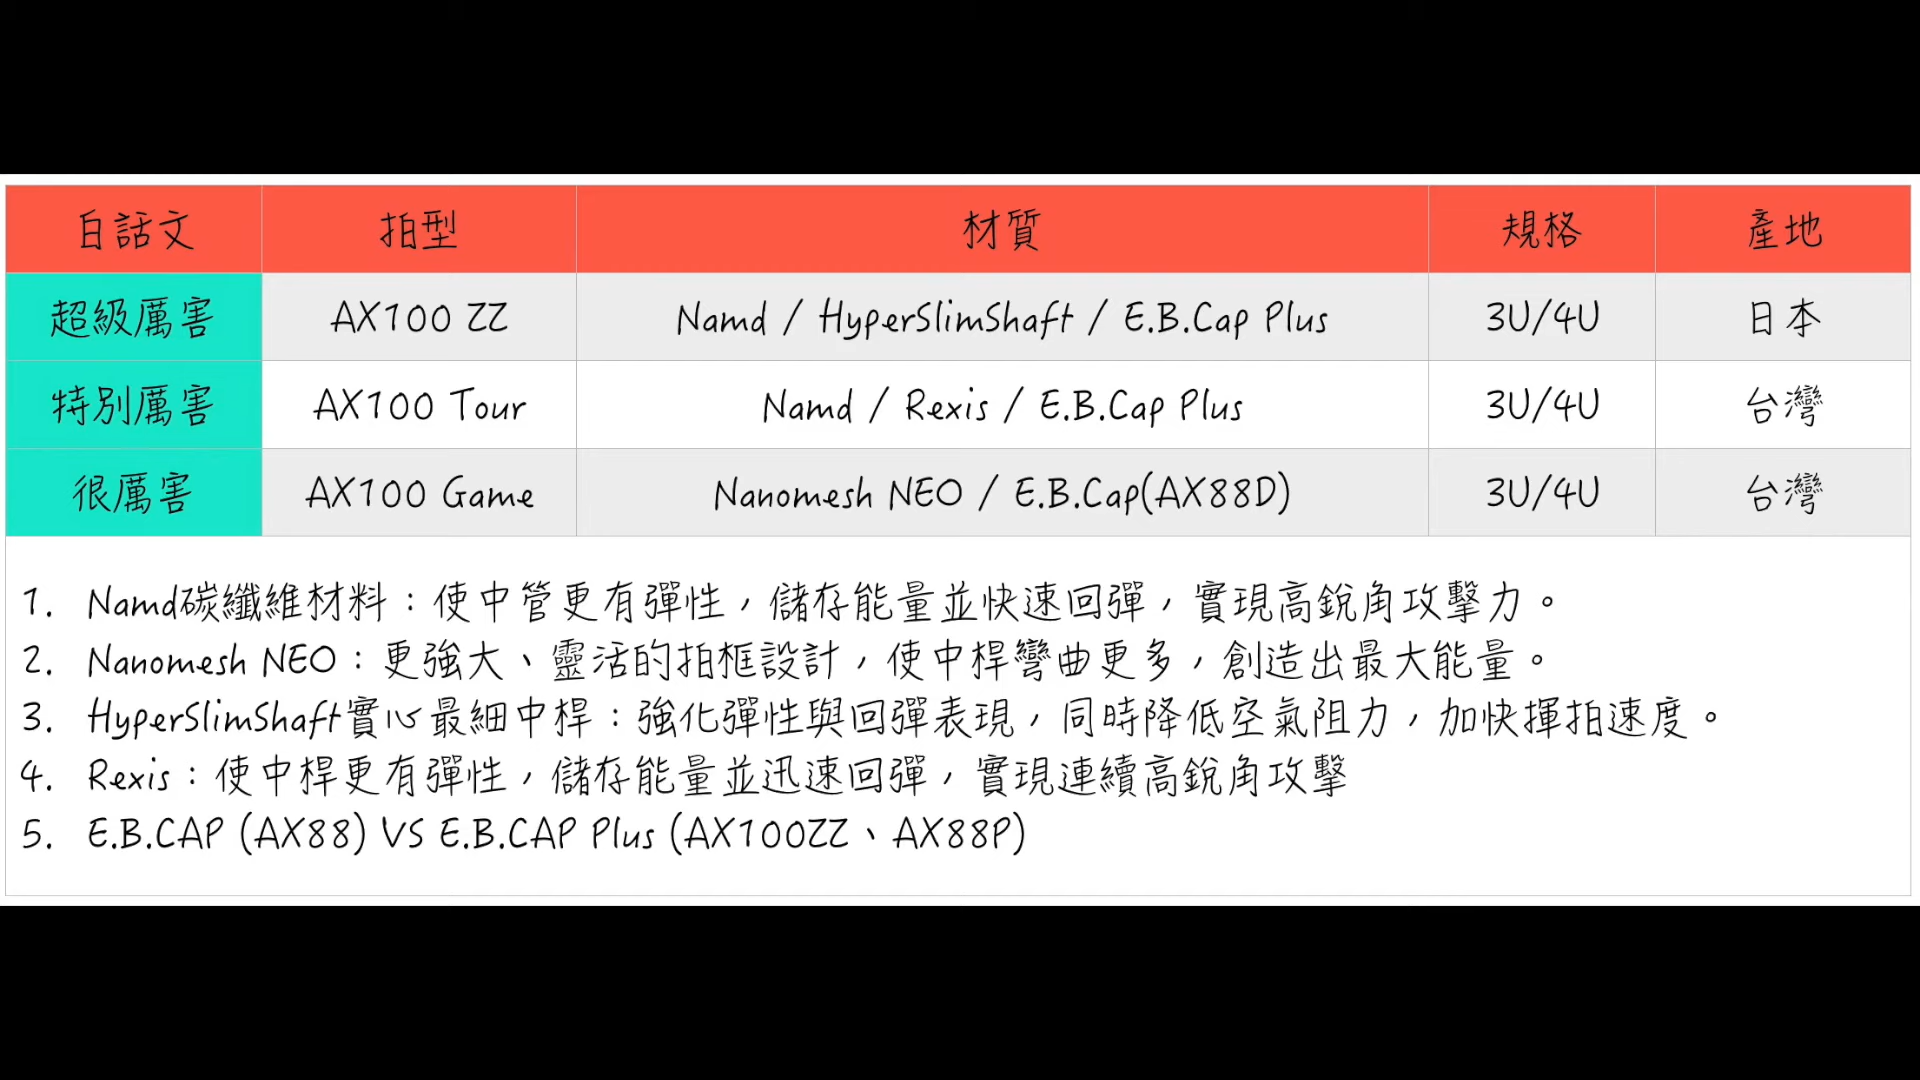 白話文 拍型 材質 規格 產地
超級厲害 AX100 ZZ Namd / HyperSlimShaft / E.B.Cap Plus 3U/4U 日本
特別厲害 AX100 Tour Namd / Rexis / E.B.Cap Plus 3U/4U 台灣
很厲害 AX100 Game Nanomesh NEO / E.B.Cap(AX88D) 3U/4U 台灣
1. Namd碳纖維材料：使中管更有彈性，儲存能量並快速回彈，實現高銳角攻擊力。
2. Nanomesh NEO：更強大、靈活的拍框設計，使中桿彎曲更多，創造出最大能量。
3. HyperSlimShaft實心最細中桿：強化彈性與回彈表現，同時降低空氣阻力，加快揮拍速度。
4. Rexis：使中桿更有彈性，儲存能量並迅速回彈，實現連續高銳角攻擊
5. E.B.CAP (AX88) VS E.B.CAP Plus (AX100ZZ、AX88P)